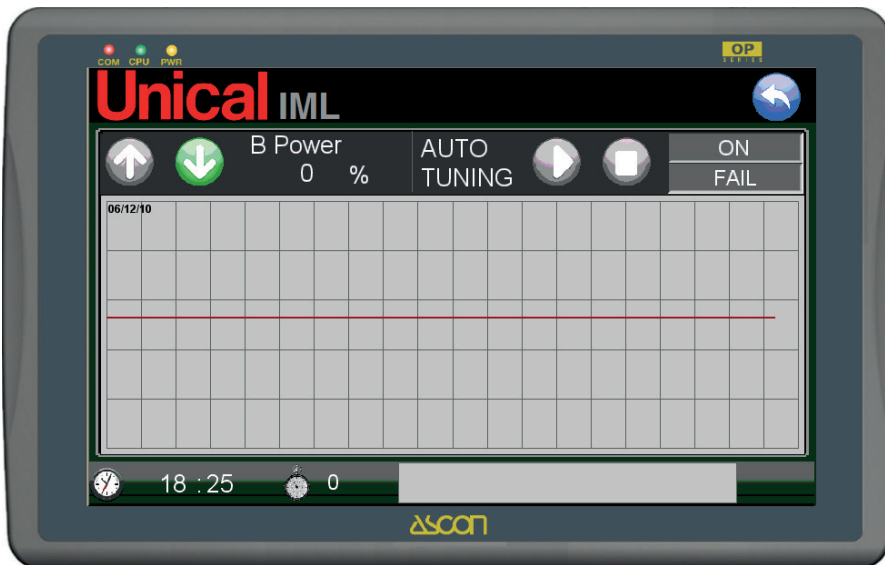 COM CPU PWR
OP
SERIES
Unical IML
B Power
0 %
AUTO
TUNING
ON
FAIL
06/12/10
18 : 25
0
ascon